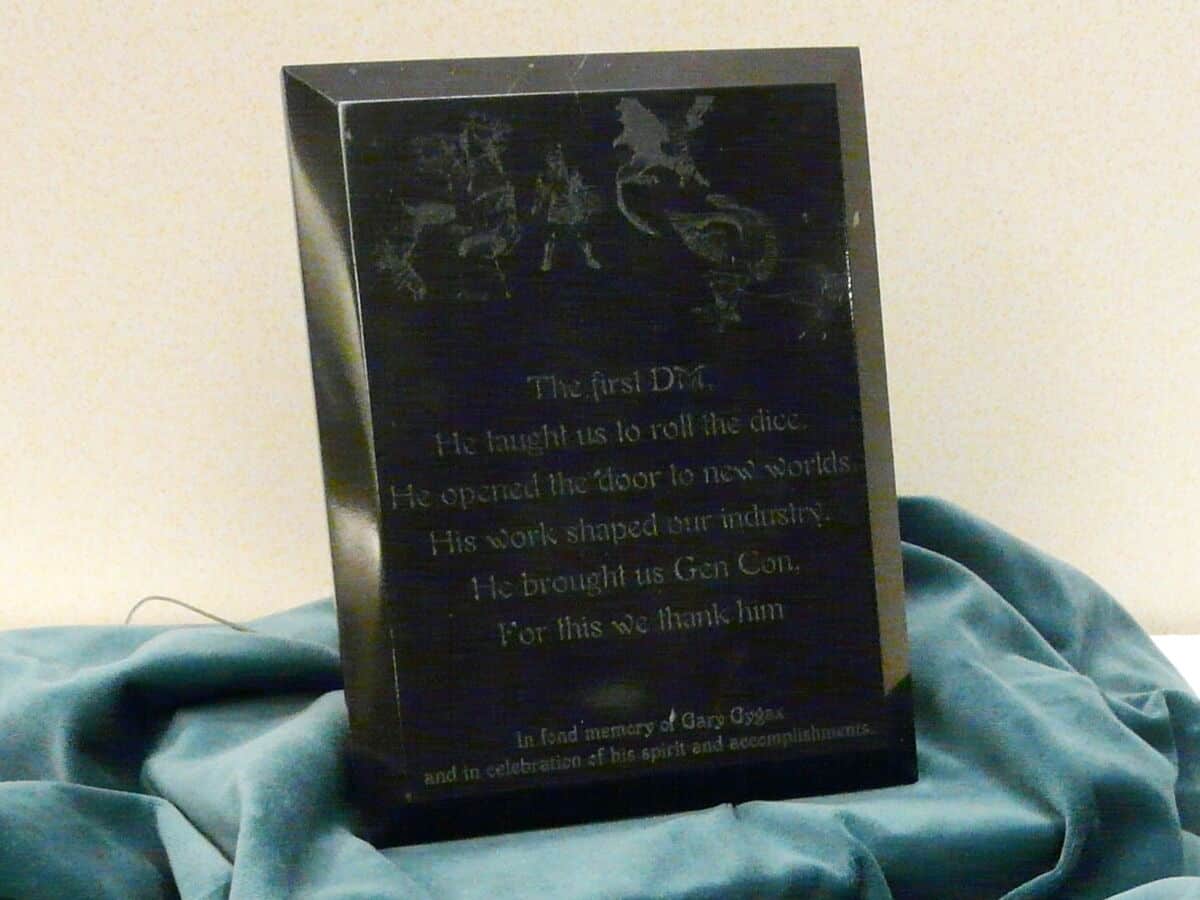 The first DM,
He taught us to roll the dice.
He opened the door to new worlds.
His work shaped our industry.
He brought us Gen Con,
For this we thank him
In fond memory of Gary Gygax
and in celebration of his spirit and accomplishments.